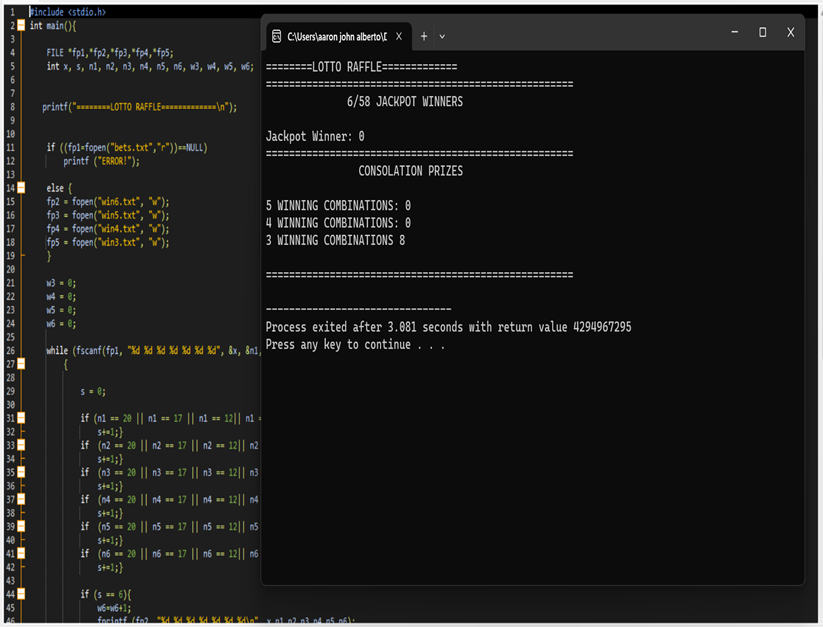 1 #include <stdio.h>
2 int main(){
3
4 FILE *fp1,*fp2,*fp3,*fp4,*fp5;
5 int x, s, n1, n2, n3, n4, n5, n6, w3, w4, w5, w6;
6
7
8 printf("========LOTTO RAFFLE=============\n");
9
10
11 if ((fp1=fopen("bets.txt","r"))==NULL)
12 printf ("ERROR!");
13
14 else {
15 fp2 = fopen("win6.txt", "w");
16 fp3 = fopen("win5.txt", "w");
17 fp4 = fopen("win4.txt", "w");
18 fp5 = fopen("win3.txt", "w");
19 }
20
21 w3 = 0;
22 w4 = 0;
23 w5 = 0;
24 w6 = 0;
25
26 while (fscanf(fp1, "%d %d %d %d %d %d %d", &x, &n1,
27 {
28
29 s = 0;
30
31 if (n1 == 20 || n1 == 17 || n1 == 12|| n1 =
32 s+=1;}
33 if (n2 == 20 || n2 == 17 || n2 == 12|| n2
34 s+=1;}
35 if (n3 == 20 || n3 == 17 || n3 == 12|| n3
36 s+=1;}
37 if (n4 == 20 || n4 == 17 || n4 == 12|| n4
38 s+=1;}
39 if (n5 == 20 || n5 == 17 || n5 == 12|| n5
40 s+=1;}
41 if (n6 == 20 || n6 == 17 || n6 == 12|| n6
42 s+=1;}
43
44 if (s == 6){
45 w6=w6+1;
46 fprintf (fp2, "%d %d %d %d %d %d %d\n", x,n1,n2,n3,n4,n5,n6);
C:\Users\aaron john alberto\D X + ⌄ – □ X
========LOTTO RAFFLE=============
=====================================================
6/58 JACKPOT WINNERS
Jackpot Winner: 0
=====================================================
CONSOLATION PRIZES
5 WINNING COMBINATIONS: 0
4 WINNING COMBINATIONS: 0
3 WINNING COMBINATIONS 8
=====================================================
--------------------------------
Process exited after 3.081 seconds with return value 4294967295
Press any key to continue . . .